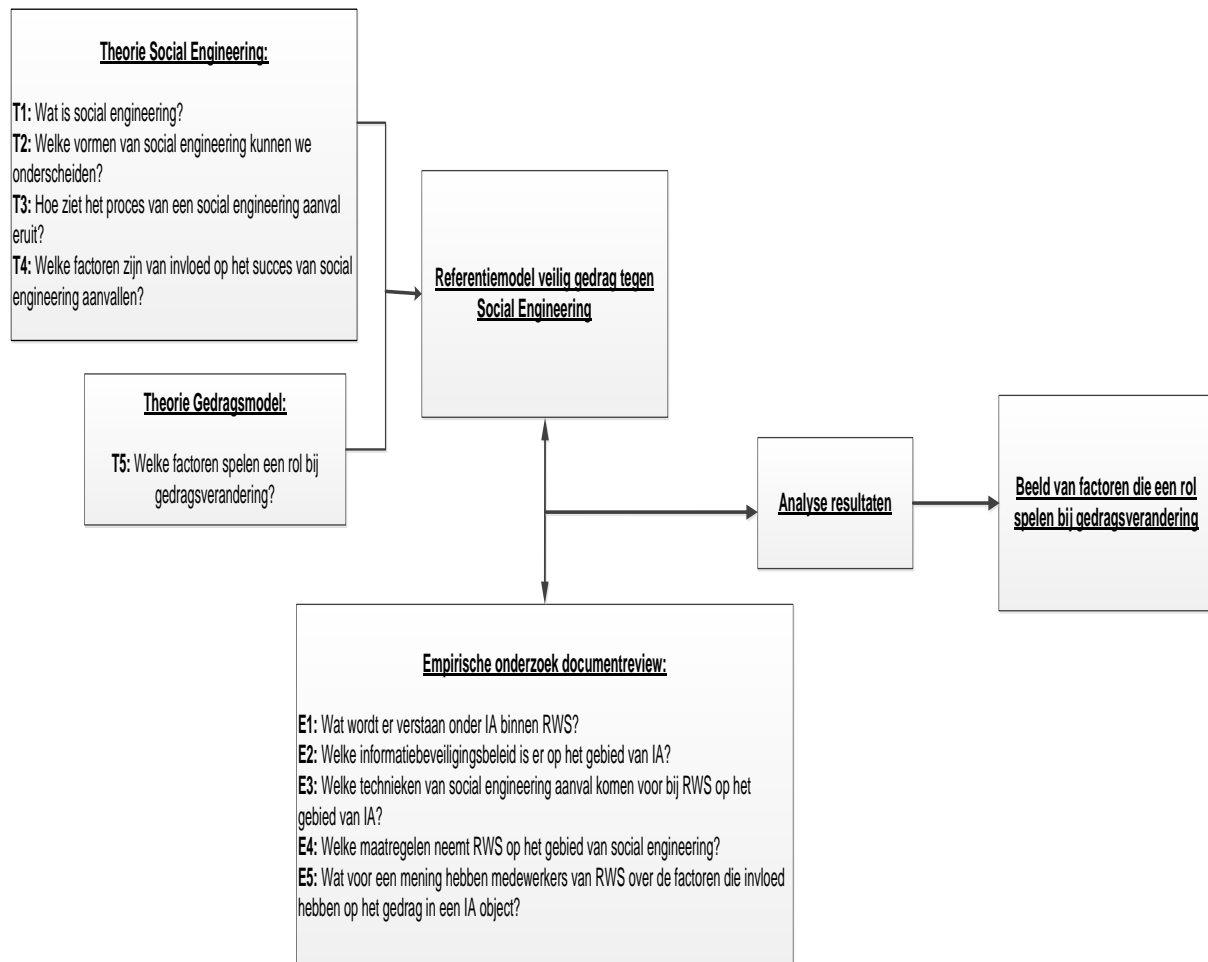 Theorie Social Engineering:
T1: Wat is social engineering?
T2: Welke vormen van social engineering kunnen we
onderscheiden?
T3: Hoe ziet het proces van een social engineering aanval
eruit?
T4: Welke factoren zijn van invloed op het succes van social
engineering aanvallen?
Theorie Gedragsmodel:
T5: Welke factoren spelen een rol bij
gedragsverandering?
Referentiemodel veilig gedrag tegen
Social Engineering
Analyse resultaten
Beeld van factoren die een rol
spelen bij gedragsverandering
Empirische onderzoek documentreview:
E1: Wat wordt er verstaan onder IA binnen RWS?
E2: Welke informatiebeveiligingsbeleid is er op het gebied van IA?
E3: Welke technieken van social engineering aanval komen voor bij RWS op het
gebied van IA?
E4: Welke maatregelen neemt RWS op het gebied van social engineering?
E5: Wat voor een mening hebben medewerkers van RWS over de factoren die invloed
hebben op het gedrag in een IA object?